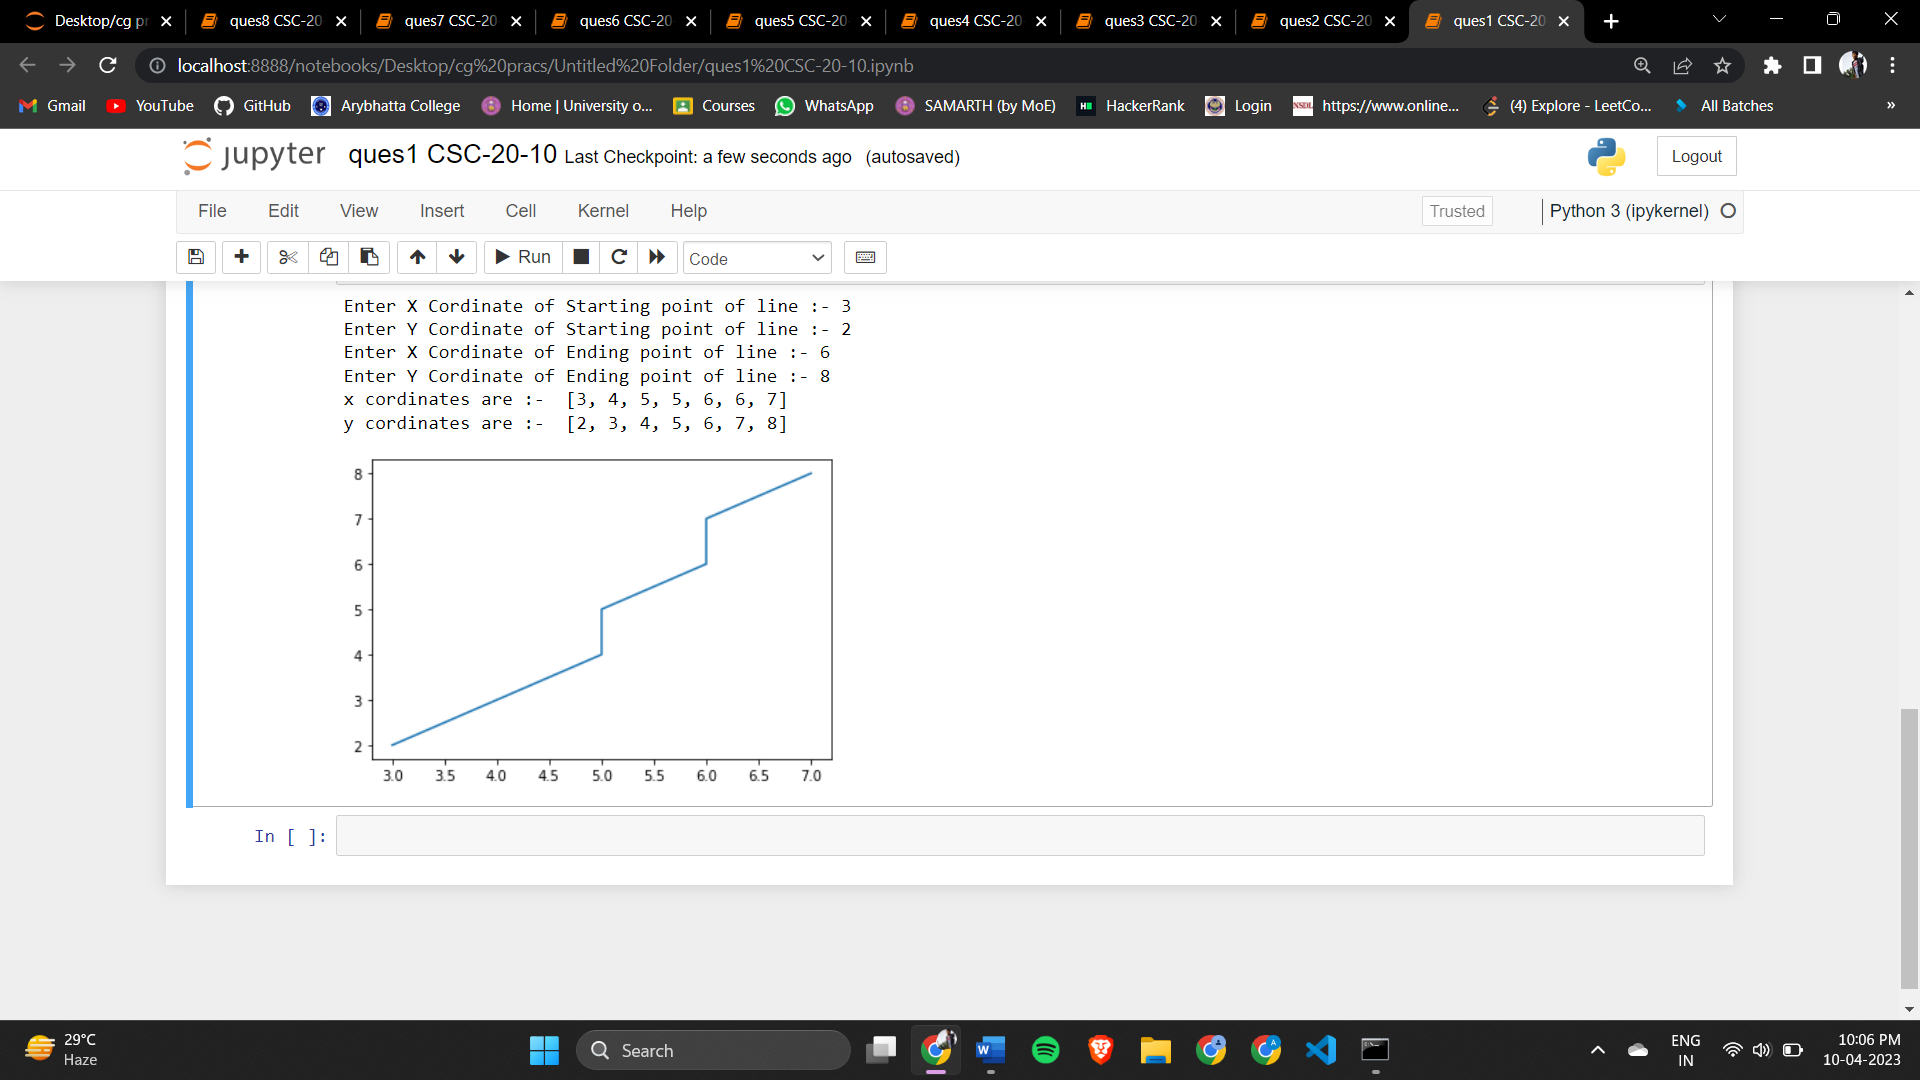 Desktop/cg pr
ques8 CSC-20
ques7 CSC-20
ques6 CSC-20
ques5 CSC-20
ques4 CSC-20
ques3 CSC-20
ques2 CSC-20
ques1 CSC-20
localhost:8888/notebooks/Desktop/cg%20pracs/Untitled%20Folder/ques1%20CSC-20-10.ipynb
Gmail
YouTube
GitHub
Arybhatta College
Home | University o...
Courses
WhatsApp
SAMARTH (by MoE)
HackerRank
Login
NSDL
https://www.online...
(4) Explore - LeetCo...
All Batches
»
jupyter ques1 CSC-20-10 Last Checkpoint: a few seconds ago (autosaved)
Logout
File Edit View Insert Cell Kernel Help
Trusted
Python 3 (ipykernel)
Run
Code
Enter X Cordinate of Starting point of line :- 3
Enter Y Cordinate of Starting point of line :- 2
Enter X Cordinate of Ending point of line :- 6
Enter Y Cordinate of Ending point of line :- 8
x cordinates are :-  [3, 4, 5, 5, 6, 6, 7]
y cordinates are :-  [2, 3, 4, 5, 6, 7, 8]
8
7
6
5
4
3
2
3.0 3.5 4.0 4.5 5.0 5.5 6.0 6.5 7.0
In [ ]:
29°C
Haze
Search
ENG
IN
10:06 PM
10-04-2023